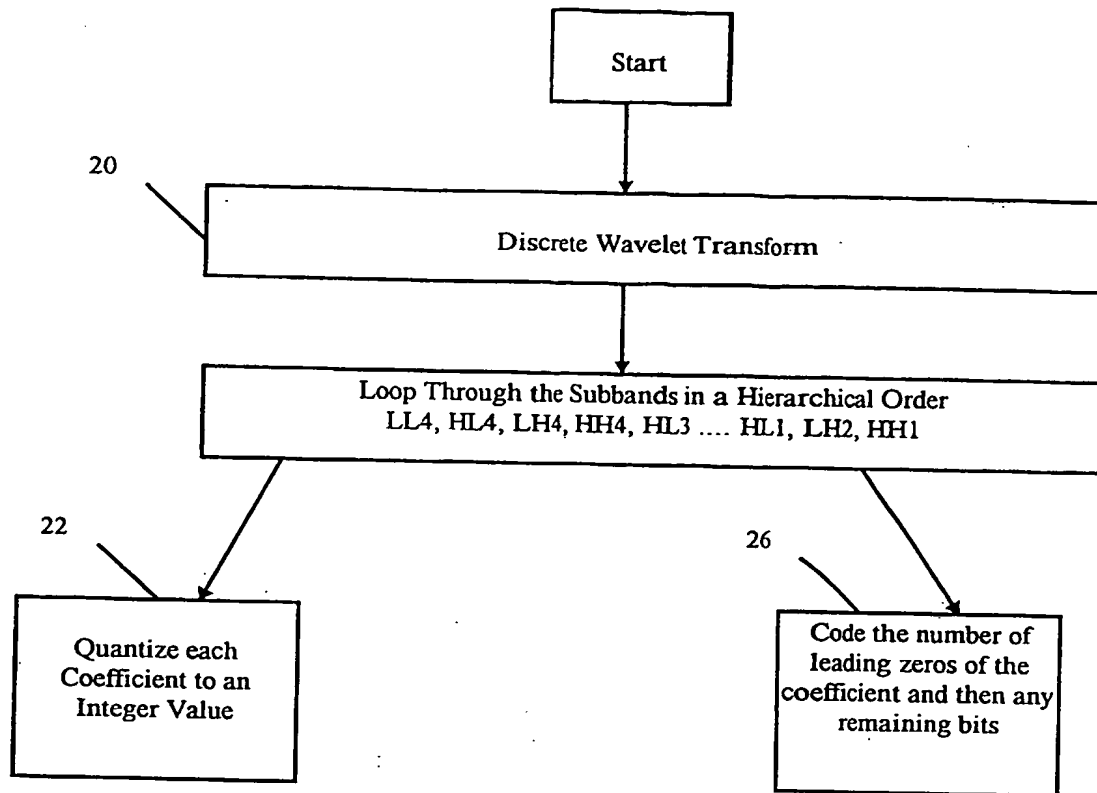 Start
20
Discrete Wavelet Transform
Loop Through the Subbands in a Hierarchical Order
LL4, HL4, LH4, HH4, HL3 .... HL1, LH2, HH1
22
26
Quantize each
Coefficient to an
Integer Value
Code the number of
leading zeros of the
coefficient and then any
remaining bits